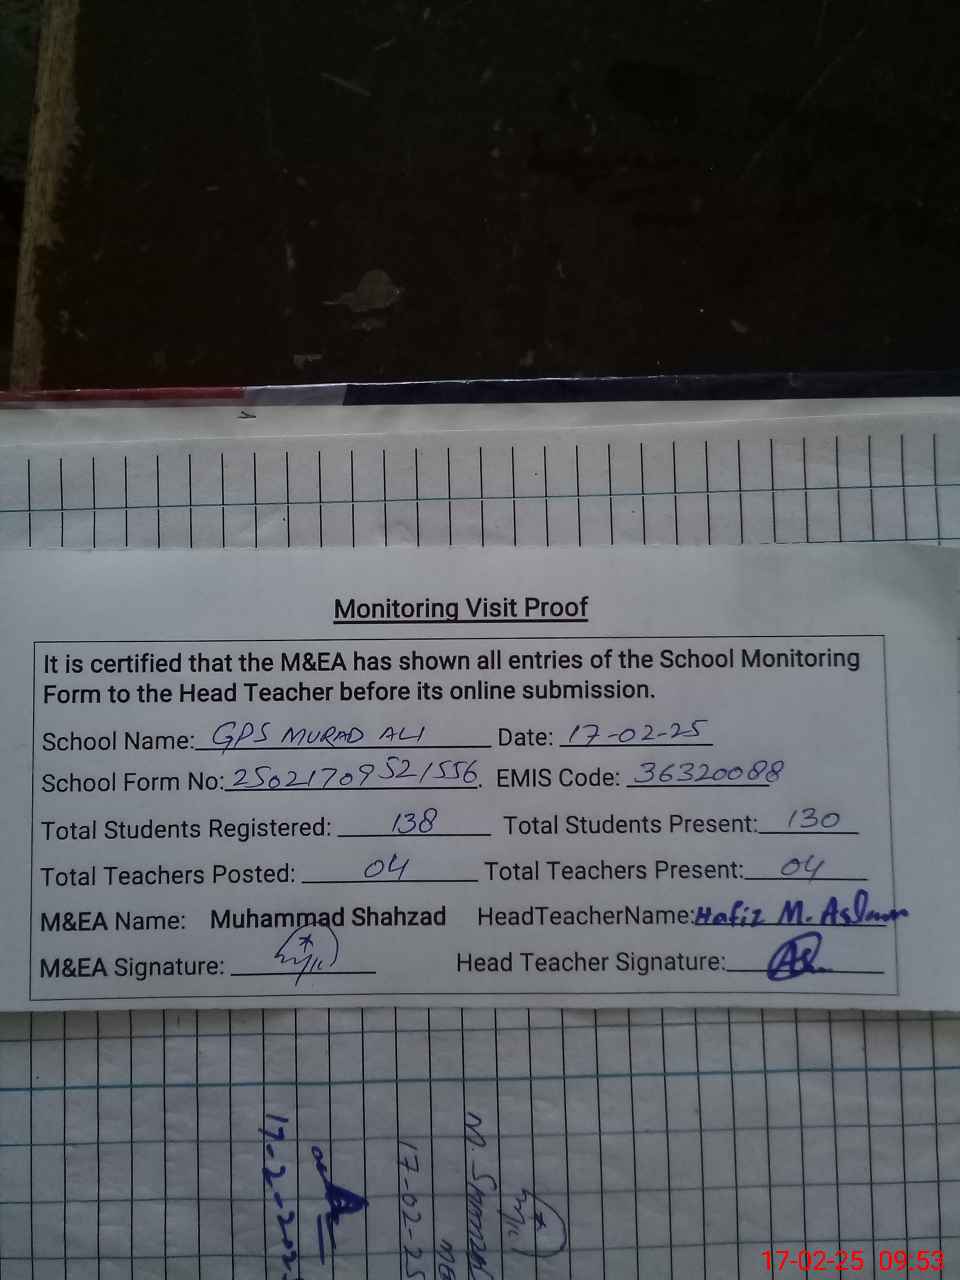 Monitoring Visit Proof
It is certified that the M&EA has shown all entries of the School Monitoring
Form to the Head Teacher before its online submission.
School Name: GPS MURAD ALI Date: 17-02-25
School Form No: 25021709521556. EMIS Code: 36320088
Total Students Registered: 138 Total Students Present: 130
Total Teachers Posted: 04 Total Teachers Present: 04
M&EA Name: Muhammad Shahzad HeadTeacherName: Hafiz M. Aslam
M&EA Signature: Head Teacher Signature:
17-02-25
17-2-202
17-02-25 09:53